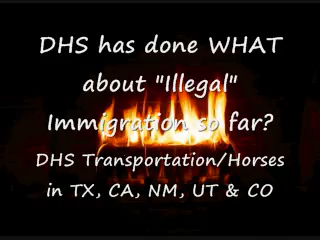 DHS has done WHAT
about "Illegal"
Immigration so far?
DHS Transportation/Horses
in TX, CA, NM, UT & CO